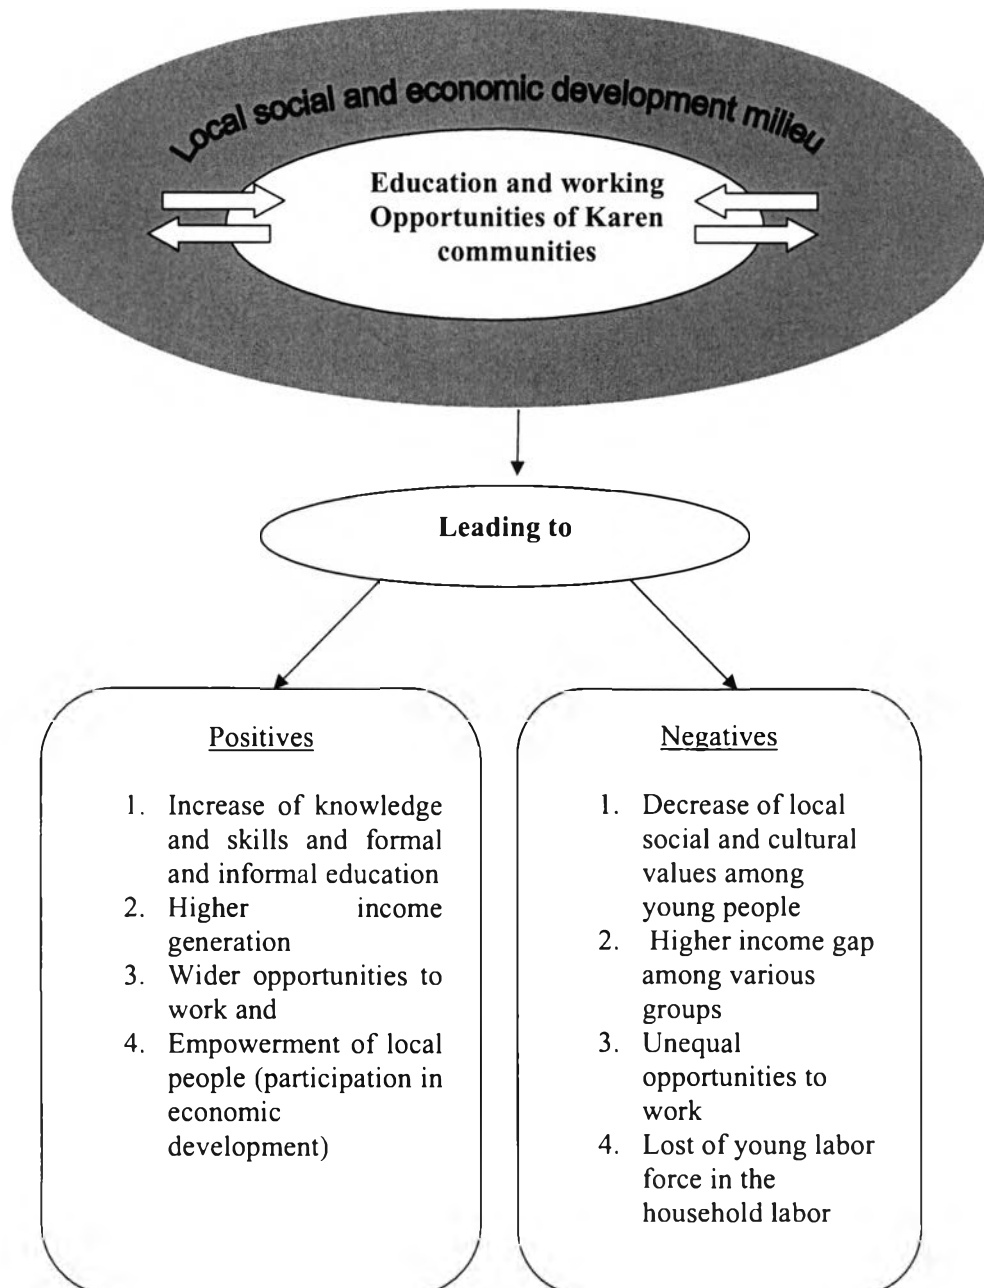 Local social and economic development milieu
Education and working
Opportunities of Karen
communities
Leading to
Positives
1. Increase of knowledge
and skills and formal
and informal education
2. Higher income
generation
3. Wider opportunities to
work and
4. Empowerment of local
people (participation in
economic
development)
Negatives
1. Decrease of local
social and cultural
values among
young people
2. Higher income gap
among various
groups
3. Unequal
opportunities to
work
4. Lost of young labor
force in the
household labor